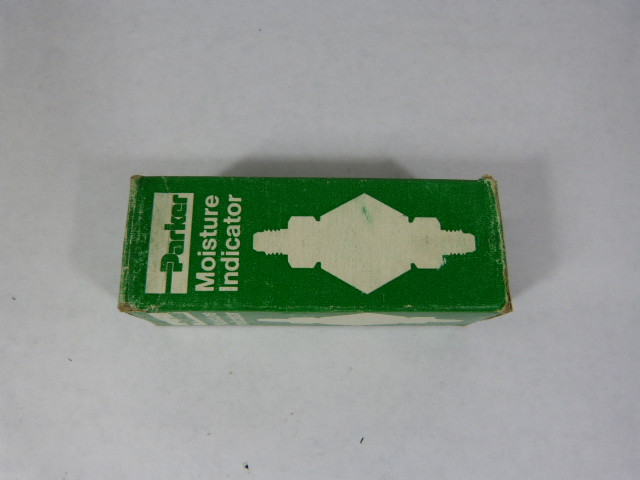 Parker
Moisture
Indicator